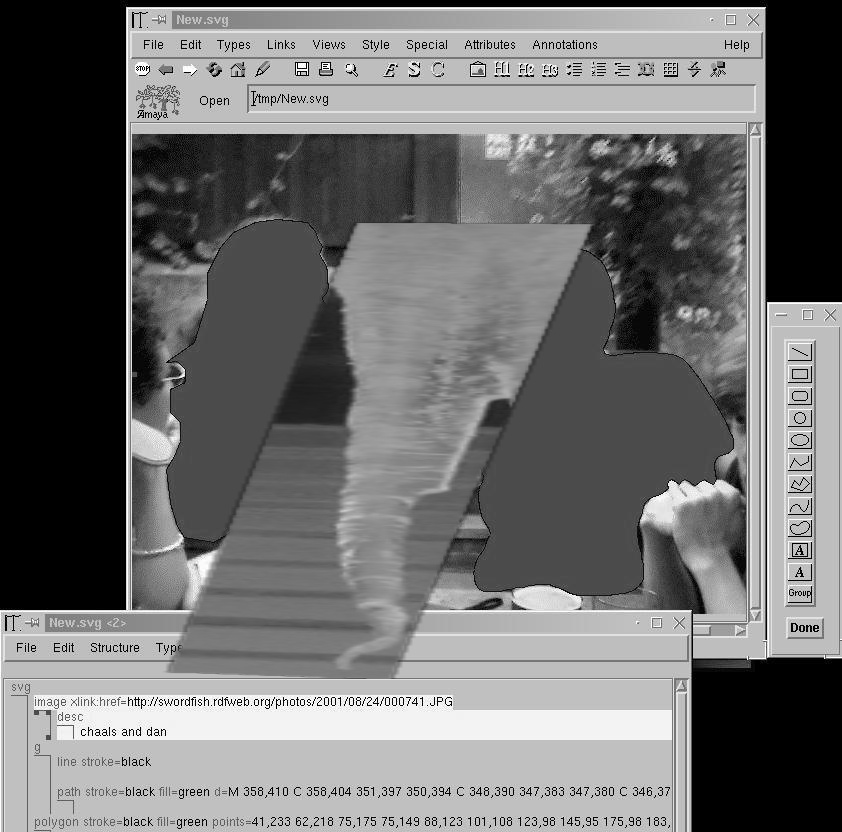 New.svg
File Edit Types Links Views Style Special Attributes Annotations Help
STOP E S C H1 H2 H3
Amaya Open /tmp/New.svg
A
A
Group
Done
New.svg <2>
File Edit Structure Type
svg
image xlink:href=http://swordfish.rdfweb.org/photos/2001/08/24/000741.JPG
desc
chaals and dan
g
line stroke=black
path stroke=black fill=green d=M 358,410 C 358,404 351,397 350,394 C 348,390 347,383 347,380 C 346,37
polygon stroke=black fill=green points=41,233 62,218 75,175 75,149 88,123 101,108 123,98 145,95 175,98 183,